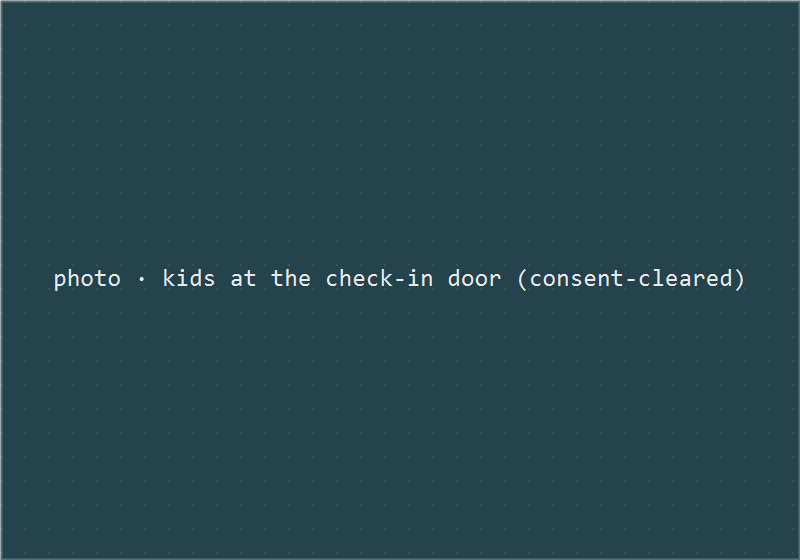 photo · kids at the check-in door (consent-cleared)